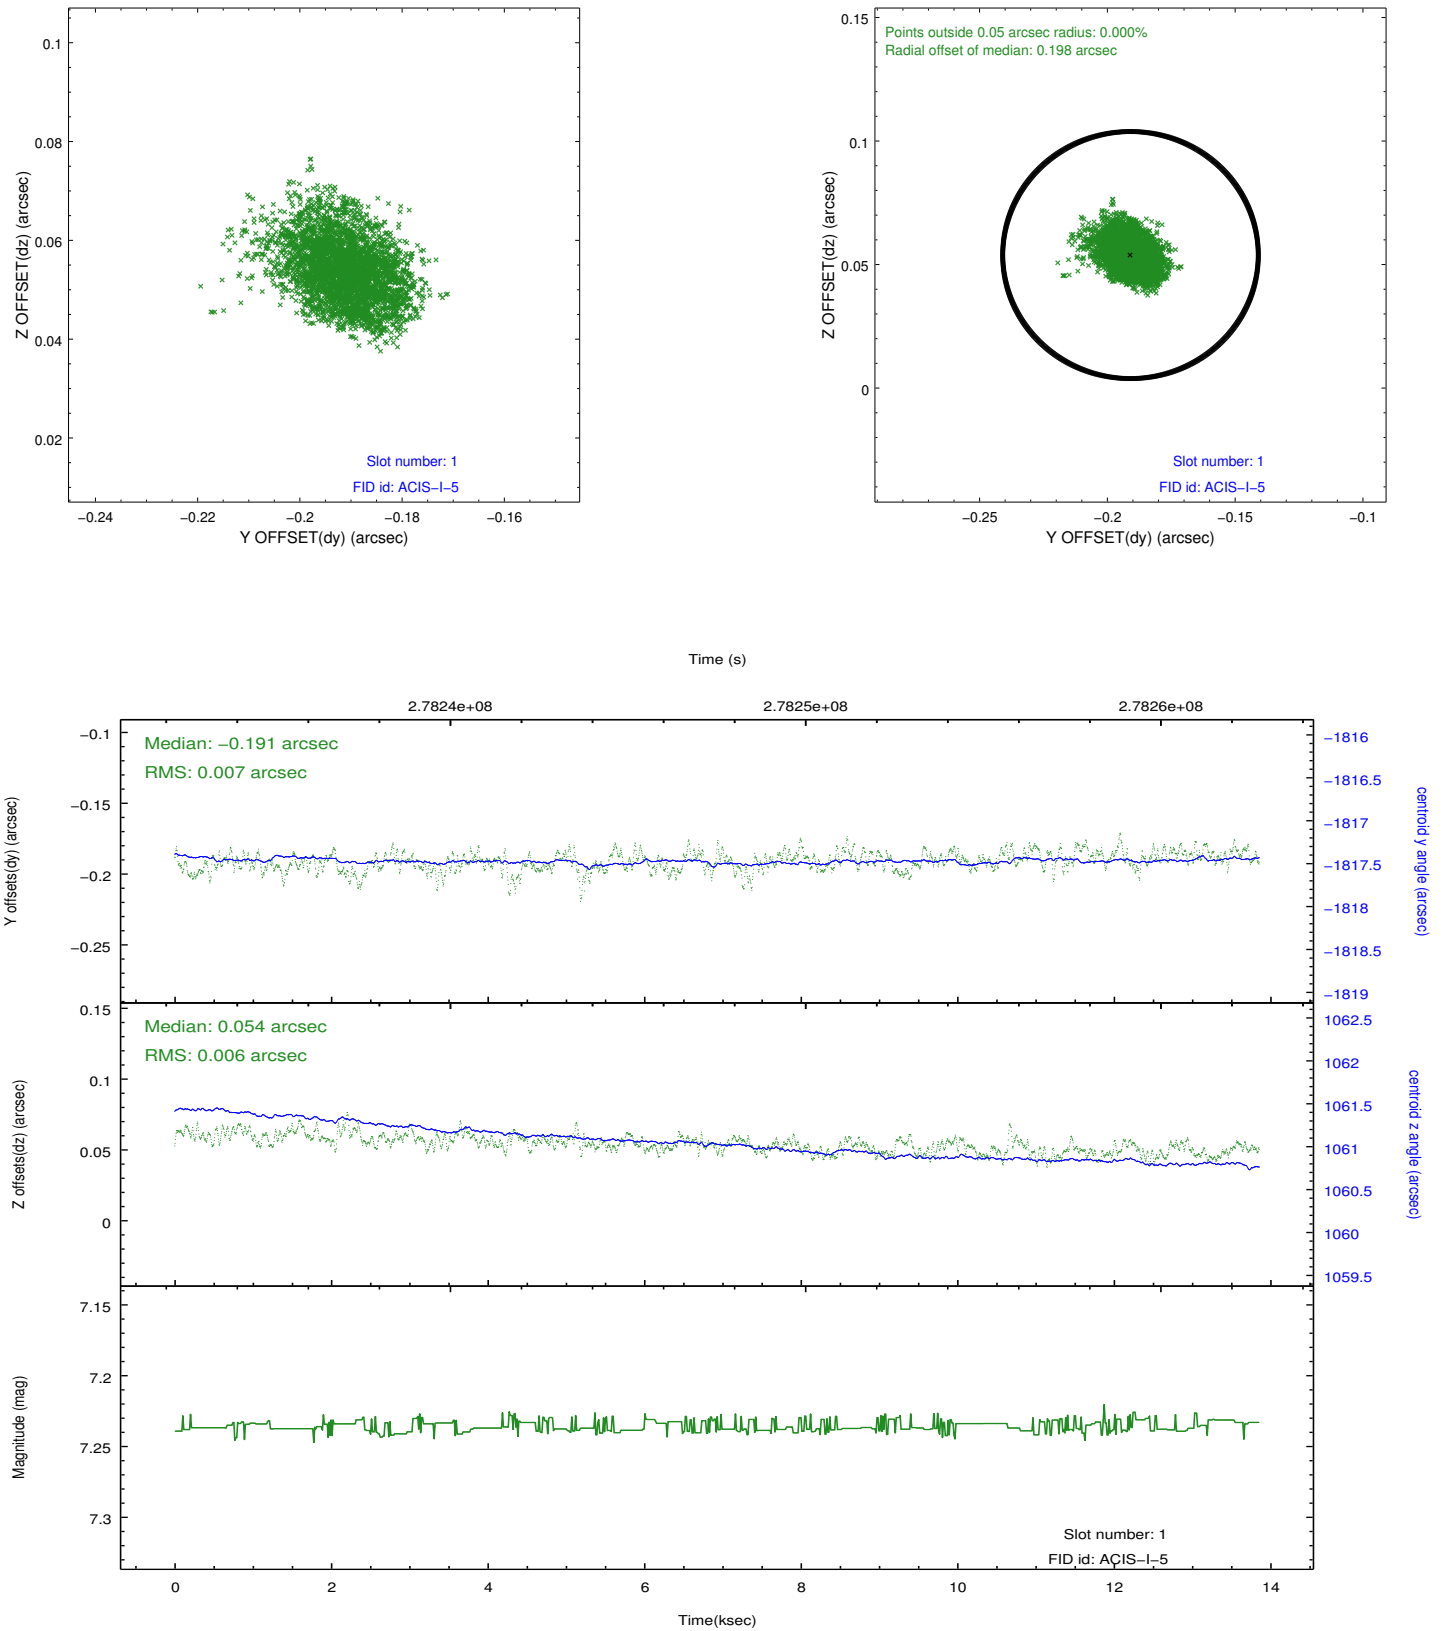 0.1
0.08
0.06
0.04
0.02
Z OFFSET(dz) (arcsec)
Slot number: 1
FID id: ACIS−I−5
−0.24 −0.22 −0.2 −0.18 −0.16
Y OFFSET(dy) (arcsec)
Points outside 0.05 arcsec radius: 0.000%
Radial offset of median: 0.198 arcsec
0.15
0.1
0.05
0
Z OFFSET(dz) (arcsec)
Slot number: 1
FID id: ACIS−I−5
−0.25 −0.2 −0.15 −0.1
Y OFFSET(dy) (arcsec)
Time (s)
2.7824e+08 2.7825e+08 2.7826e+08
Median: −0.191 arcsec
RMS: 0.007 arcsec
−0.1
−0.15
−0.2
−0.25
Y offsets(dy) (arcsec)
−1816
−1816.5
−1817
−1817.5
−1818
−1818.5
−1819
centroid y angle (arcsec)
Median: 0.054 arcsec
RMS: 0.006 arcsec
0.15
0.1
0.05
0
Z offsets(dz) (arcsec)
1062.5
1062
1061.5
1061
1060.5
1060
1059.5
centroid z angle (arcsec)
7.15
7.2
7.25
7.3
Magnitude (mag)
Slot number: 1
FID id: ACIS−I−5
0 2 4 6 8 10 12 14
Time(ksec)